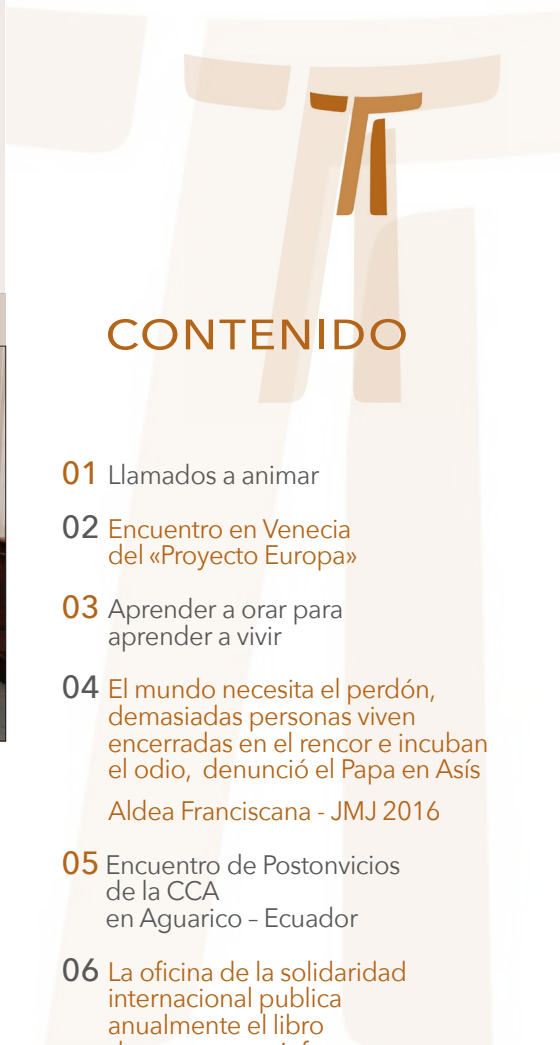 CONTENIDO
01 Llamados a animar
02 Encuentro en Venecia
del «Proyecto Europa»
03 Aprender a orar para
aprender a vivir
04 El mundo necesita el perdón,
demasiadas personas viven
encerradas en el rencor e incuban
el odio, denunció el Papa en Asís
Aldea Franciscana - JMJ 2016
05 Encuentro de Postonvicios
de la CCA
en Aguarico – Ecuador
06 La oficina de la solidaridad
internacional publica
anualmente el libro